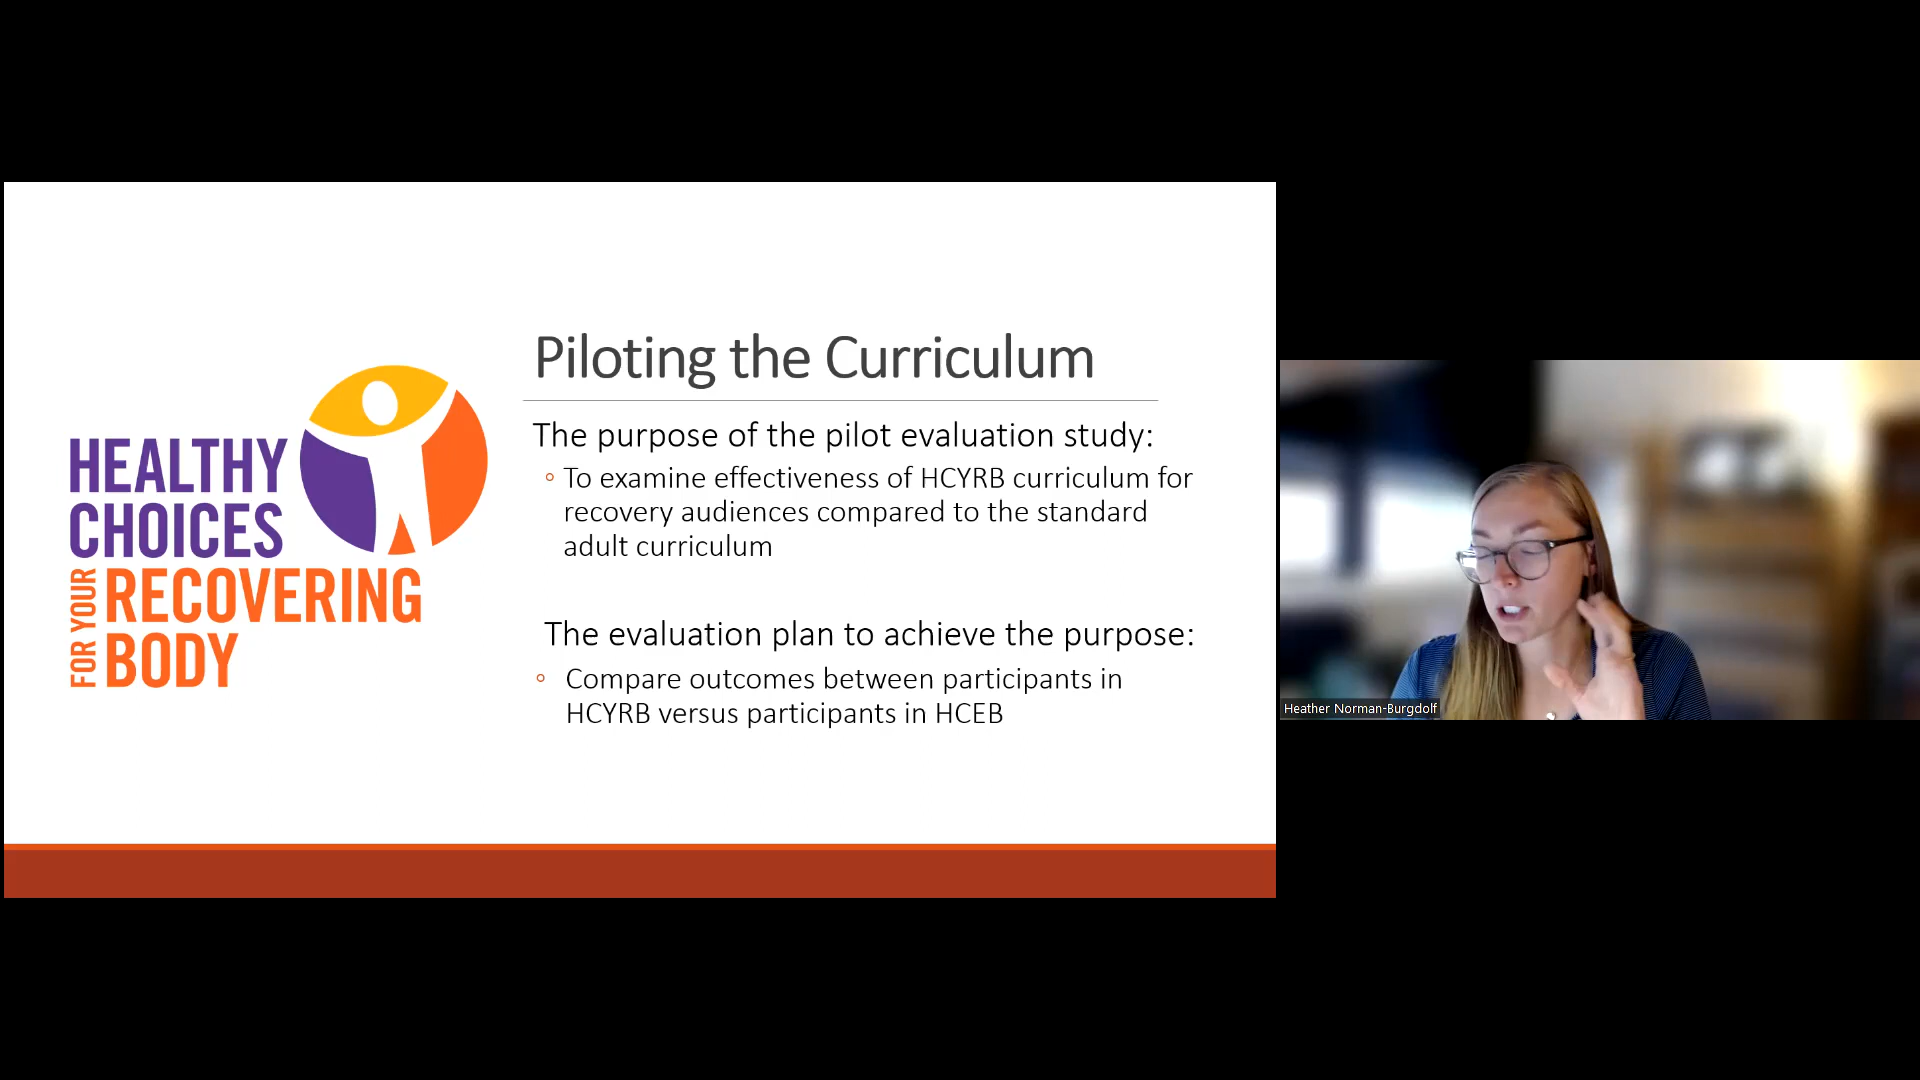 HEALTHY
CHOICES
FOR YOUR
RECOVERING
BODY
Piloting the Curriculum
The purpose of the pilot evaluation study:
◦ To examine effectiveness of HCYRB curriculum for
recovery audiences compared to the standard
adult curriculum
The evaluation plan to achieve the purpose:
◦ Compare outcomes between participants in
HCYRB versus participants in HCEB
Heather Norman-Burgdolf